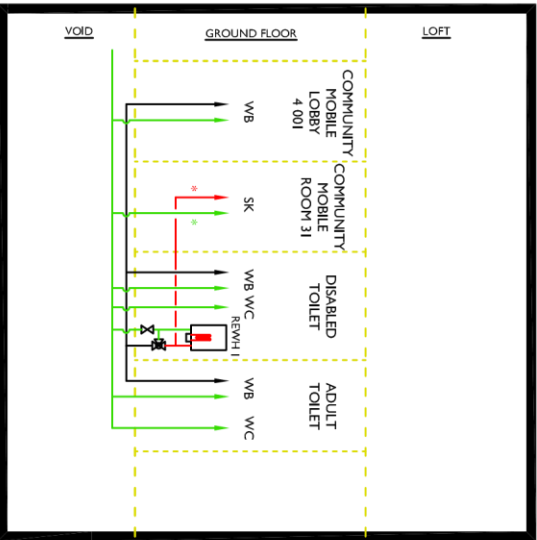 VOID
GROUND FLOOR
LOFT
COMMUNITY
MOBILE
LOBBY
4 001
WB
COMMUNITY
MOBILE
ROOM 31
*
SK
*
DISABLED
TOILET
WB WC
REWH 1
ADULT
TOILET
WB
WC